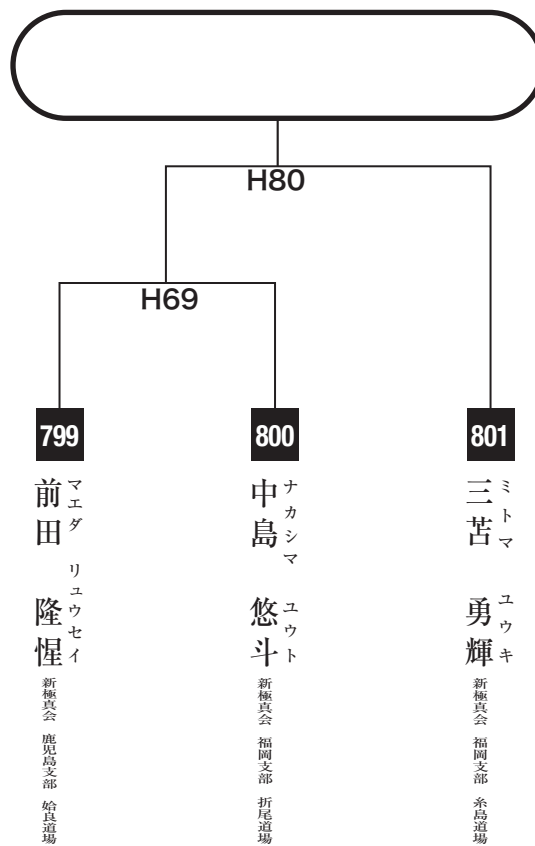 H80
H69
799
前田 隆惺
マエダ リュウセイ
新極真会 鹿児島支部 姶良道場
800
中島 悠斗
ナカシマ ユウト
新極真会 福岡支部 折尾道場
801
三苫 勇輝
ミトマ ユウキ
新極真会 福岡支部 糸島道場